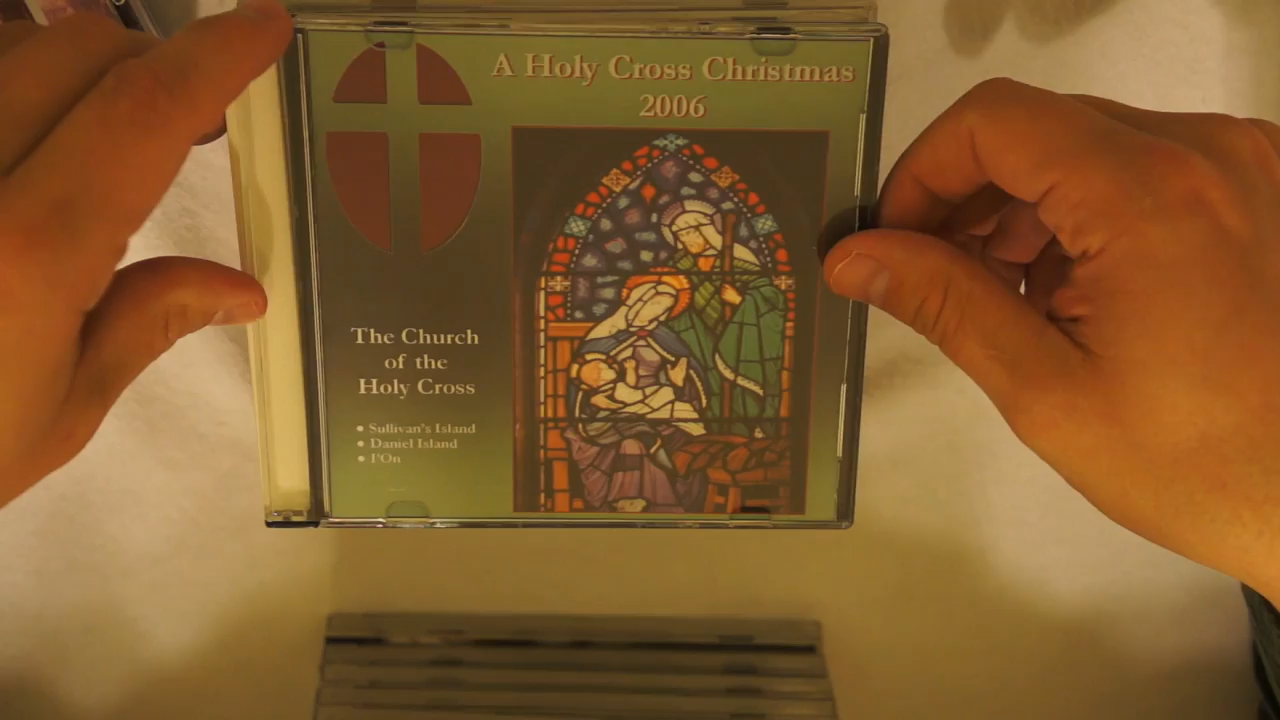 A Holy Cross Christmas
2006
The Church
of the
Holy Cross
• Sullivan's Island
• Daniel Island
• I'On